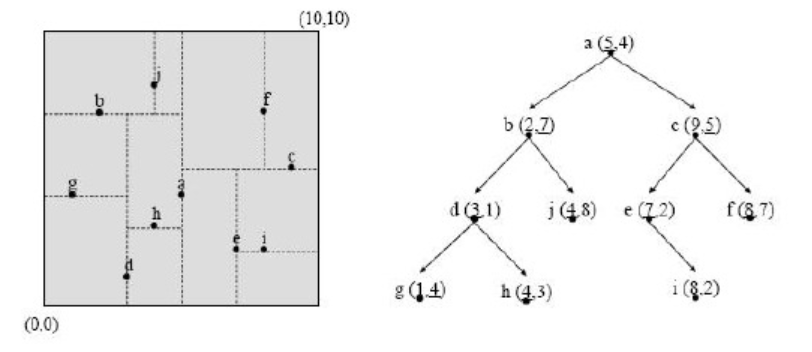 (10,10)
j
b
f
c
g
a
h
e
i
d
(0.0)
a (5,4)
b (2,7)
c (9,5)
d (3,1)
j (4,8)
e (7,2)
f (8,7)
g (1,4)
h (4,3)
i (8,2)